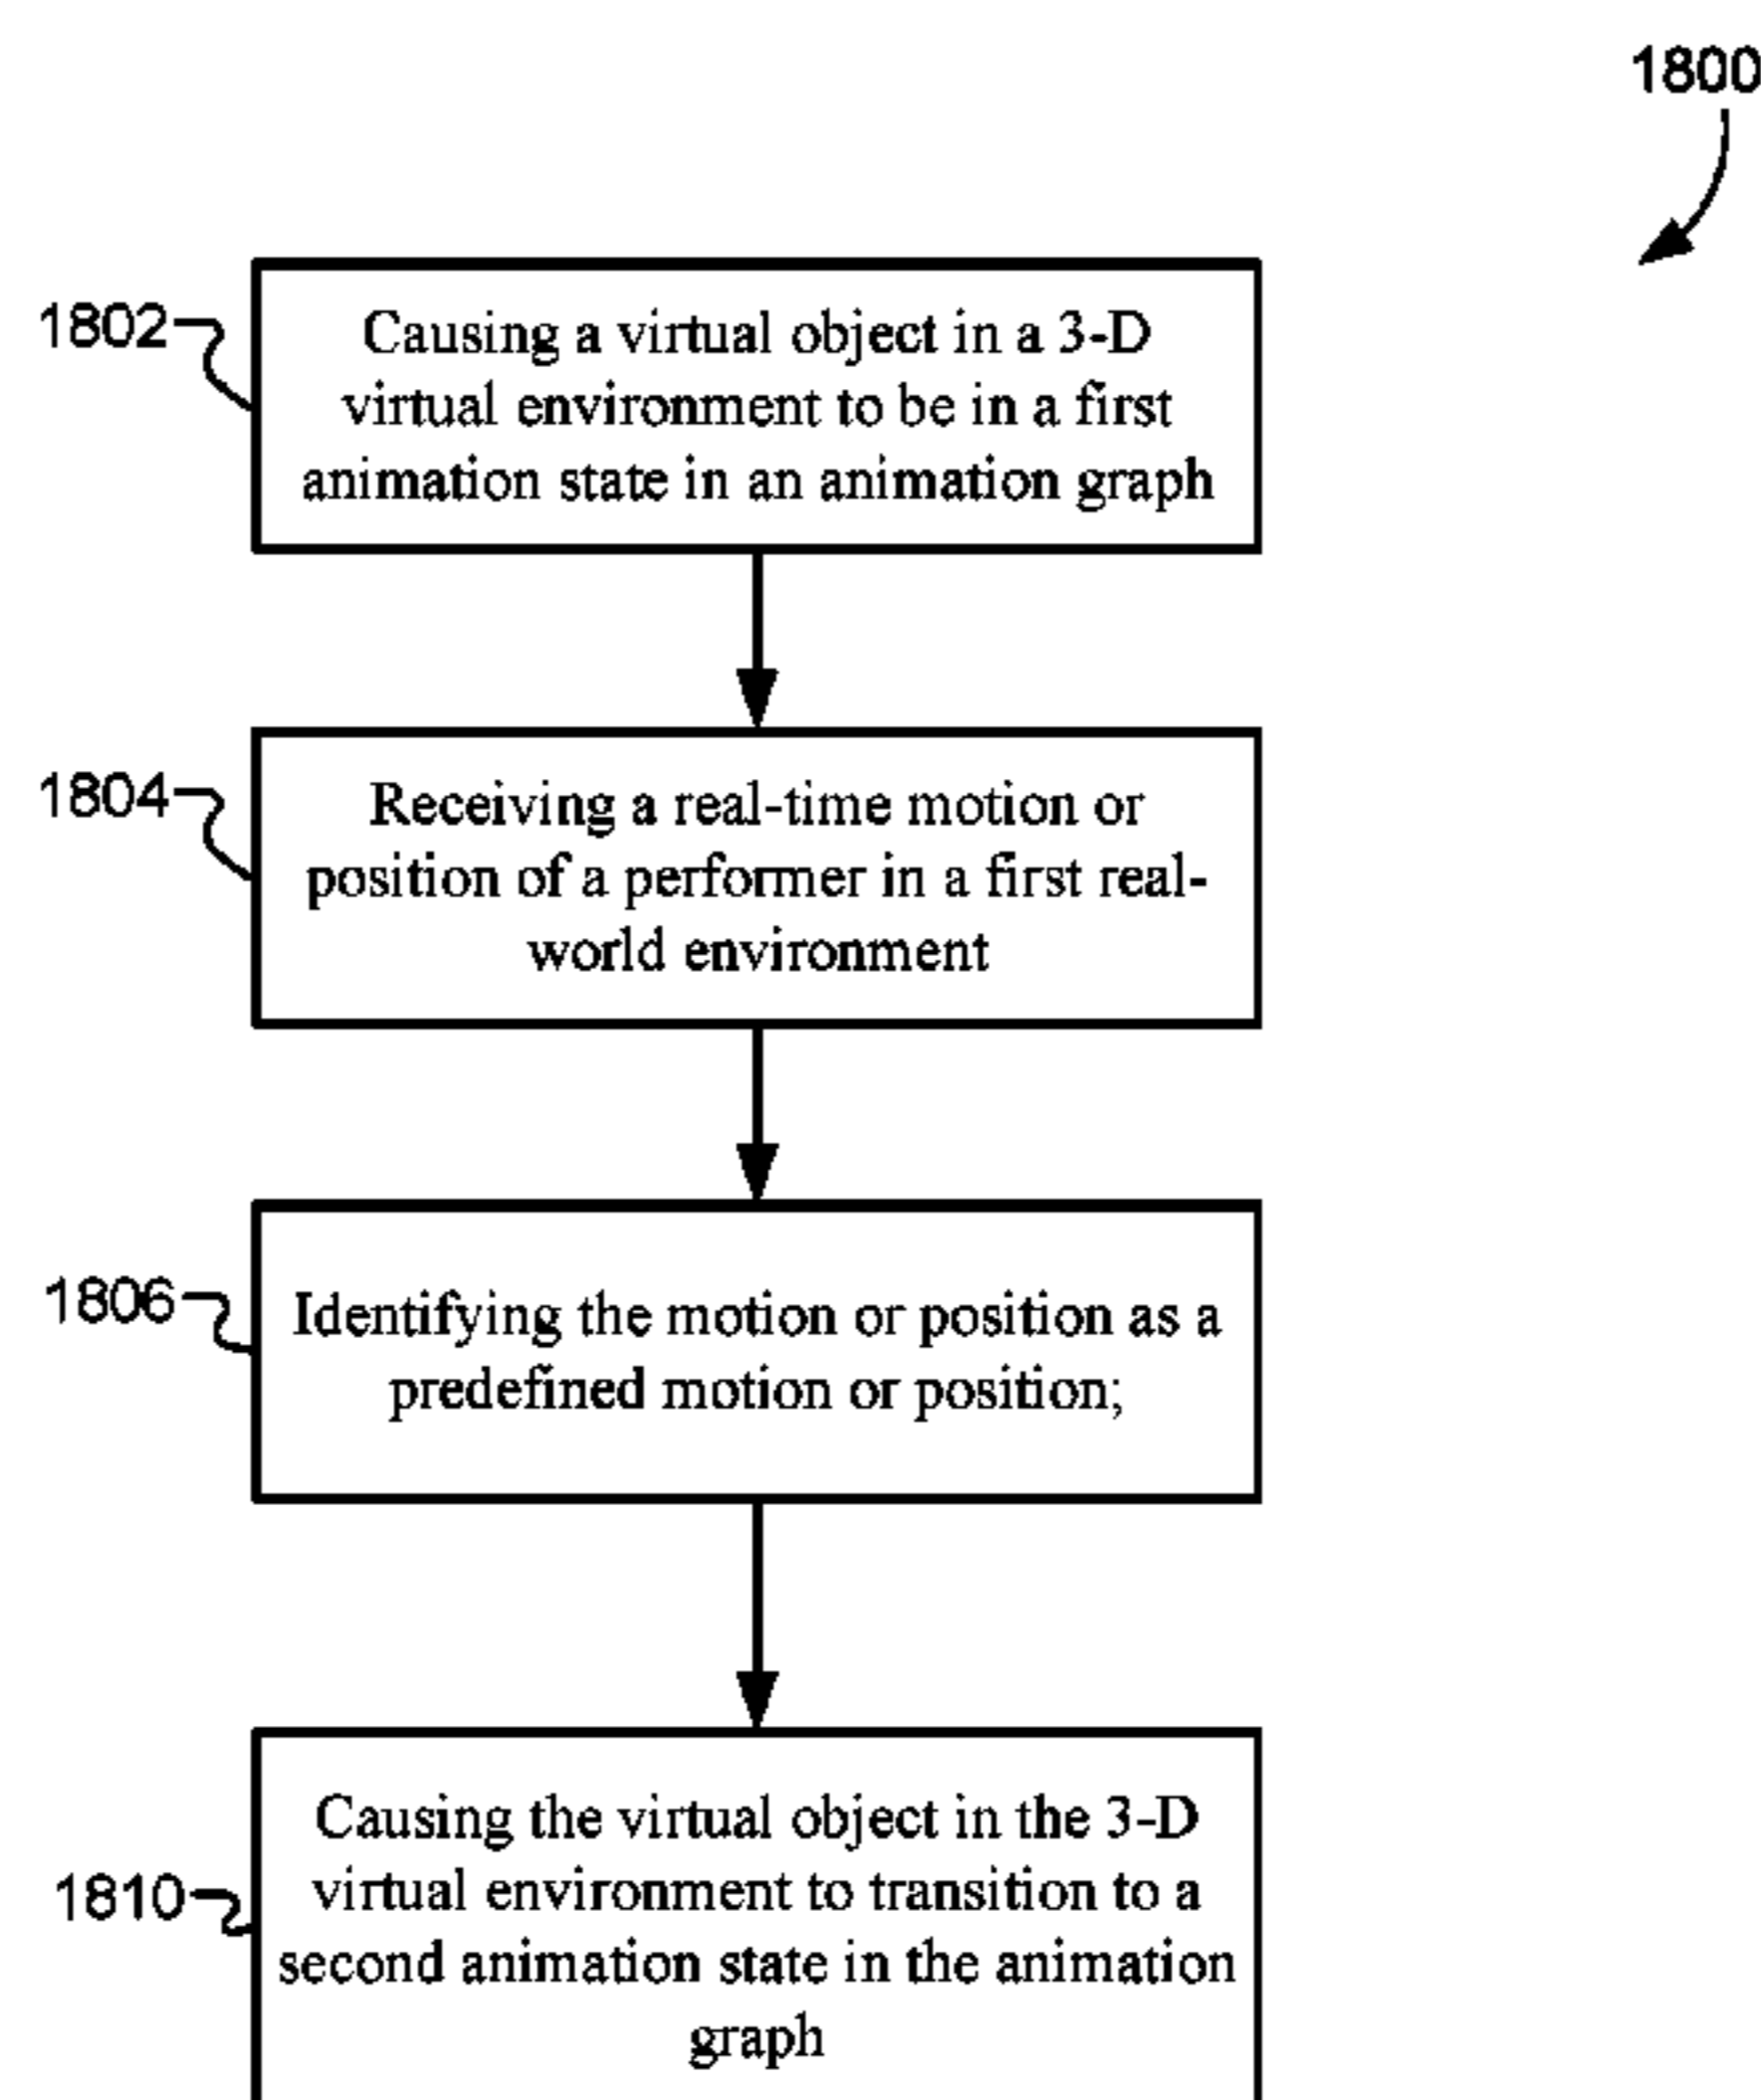 1800
1802
Causing a virtual object in a 3-D
virtual environment to be in a first
animation state in an animation graph
1804
Receiving a real-time motion or
position of a performer in a first real-
world environment
1806
Identifying the motion or position as a
predefined motion or position;
1810
Causing the virtual object in the 3-D
virtual environment to transition to a
second animation state in the animation
graph